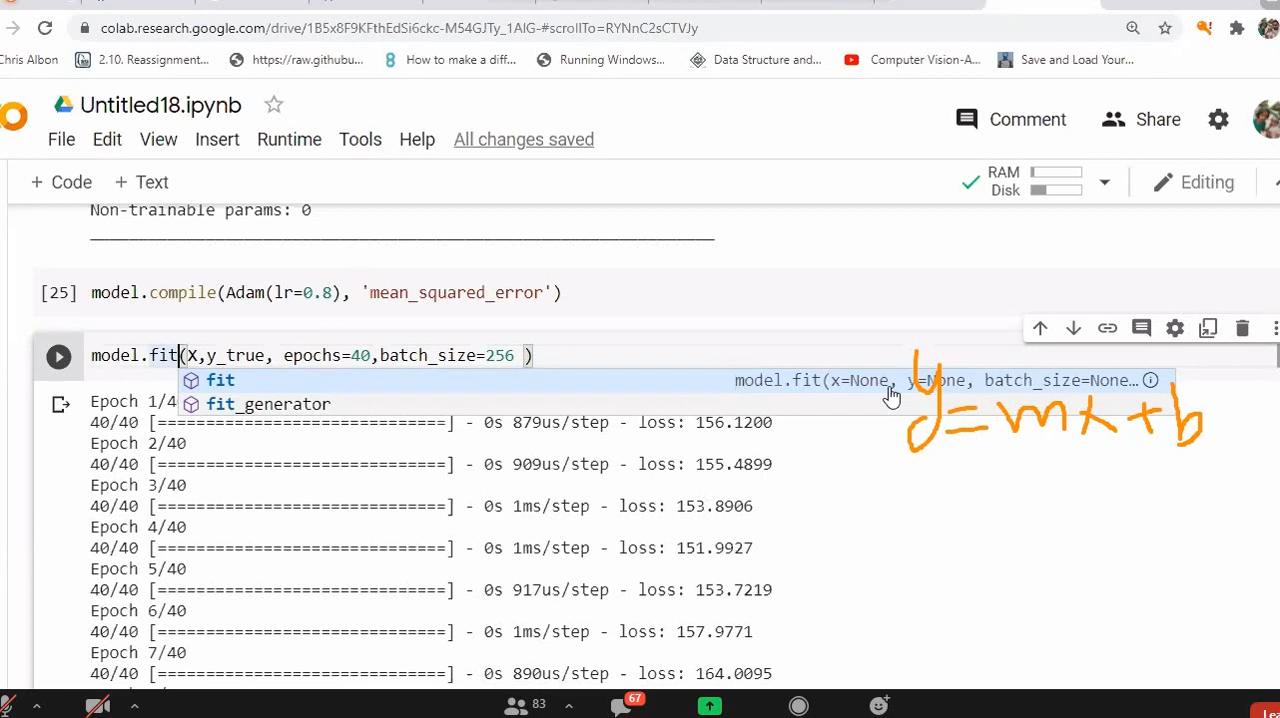 colab.research.google.com/drive/1B5x8F9KFthEdSi6ckc-M54GJTy_1AIG-#scrollTo=RYNnC2sCTVJy
Chris Albon
2.10. Reassignment...
https://raw.githubu...
How to make a diff...
Running Windows...
Data Structure and...
Computer Vision-A...
Save and Load Your...
Untitled18.ipynb
File Edit View Insert Runtime Tools Help All changes saved
Comment
Share
+ Code + Text
RAM
Disk
Editing
Non-trainable params: 0
[25] model.compile(Adam(lr=0.8), 'mean_squared_error')
model.fit(X,y_true, epochs=40,batch_size=256 )
fit model.fit(x=None, y=None, batch_size=None…
fit_generator
y=mx+b
Epoch 1/4
40/40 [==============================] - 0s 879us/step - loss: 156.1200
Epoch 2/40
40/40 [==============================] - 0s 909us/step - loss: 155.4899
Epoch 3/40
40/40 [==============================] - 0s 1ms/step - loss: 153.8906
Epoch 4/40
40/40 [==============================] - 0s 1ms/step - loss: 151.9927
Epoch 5/40
40/40 [==============================] - 0s 917us/step - loss: 153.7219
Epoch 6/40
40/40 [==============================] - 0s 1ms/step - loss: 157.9771
Epoch 7/40
40/40 [==============================] - 0s 890us/step - loss: 164.0095
83
67